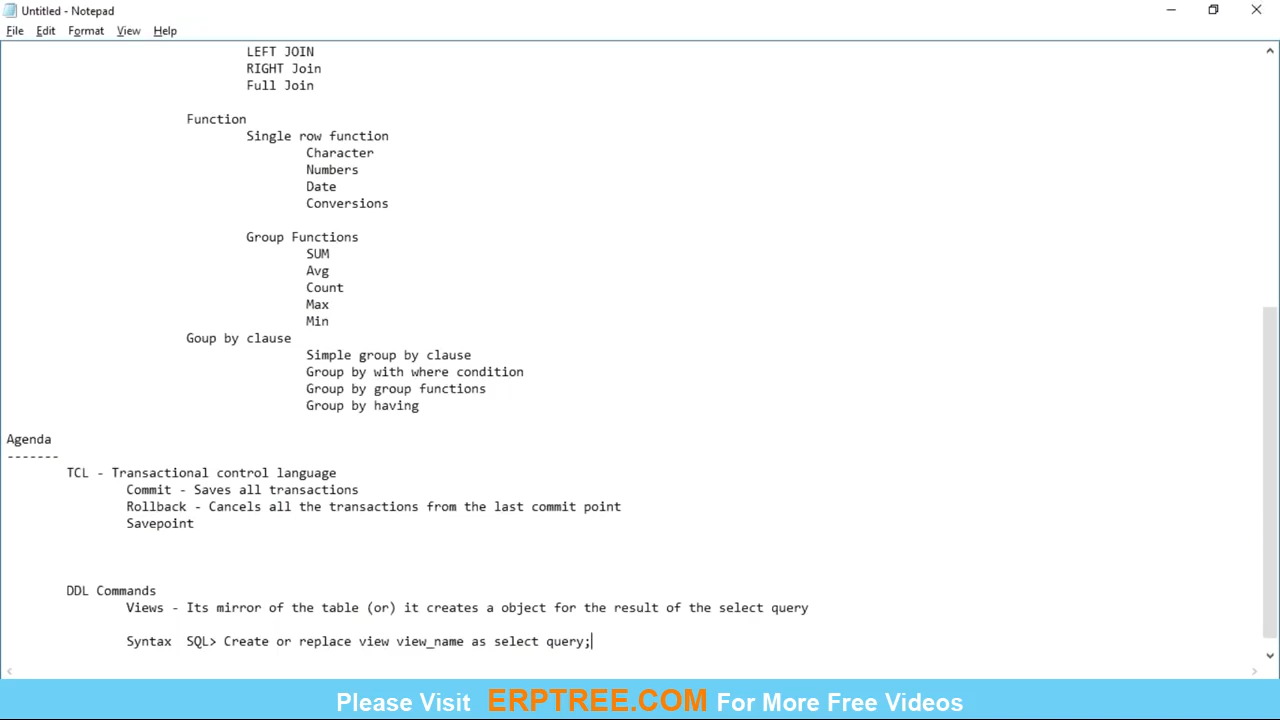 Untitled - Notepad
File Edit Format View Help
LEFT JOIN
RIGHT Join
Full Join
Function
Single row function
Character
Numbers
Date
Conversions
Group Functions
SUM
Avg
Count
Max
Min
Goup by clause
Simple group by clause
Group by with where condition
Group by group functions
Group by having
Agenda
-------
TCL - Transactional control language
Commit - Saves all transactions
Rollback - Cancels all the transactions from the last commit point
Savepoint
DDL Commands
Views - Its mirror of the table (or) it creates a object for the result of the select query
Syntax SQL> Create or replace view view_name as select query;
Please Visit ERPTREE.COM For More Free Videos